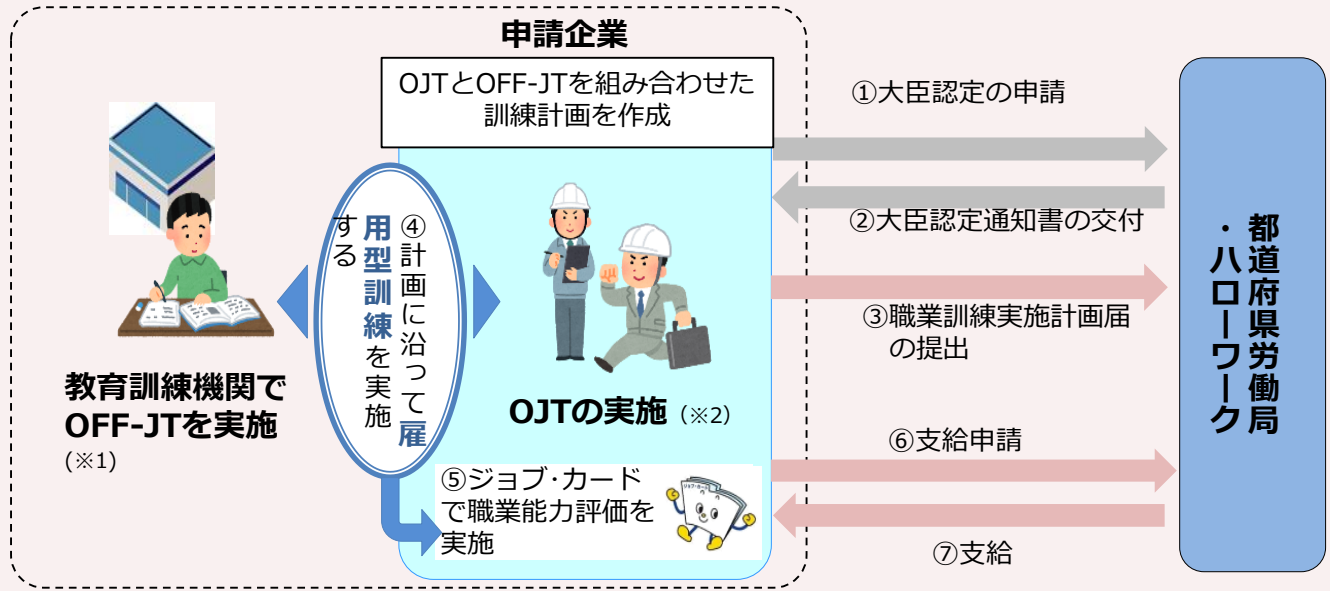 申請企業
OJTとOFF-JTを組み合わせた
訓練計画を作成
①大臣認定の申請
②大臣認定通知書の交付
③職業訓練実施計画届
の提出
④計画に沿って雇
用型訓練を実施
する
教育訓練機関で
OFF-JTを実施
(※1)
OJTの実施（※2）
⑤ジョブ・カード
で職業能力評価を
実施
ジョブ・カード
⑥支給申請
⑦支給
都道府県労働局
・ハローワーク